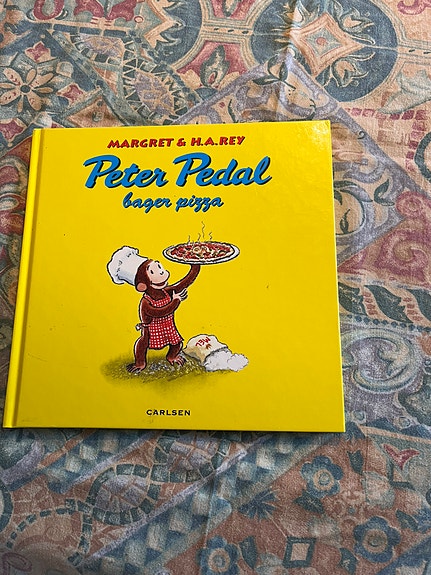 MARGRET & H.A.REY
Peter Pedal
bager pizza
CARLSEN